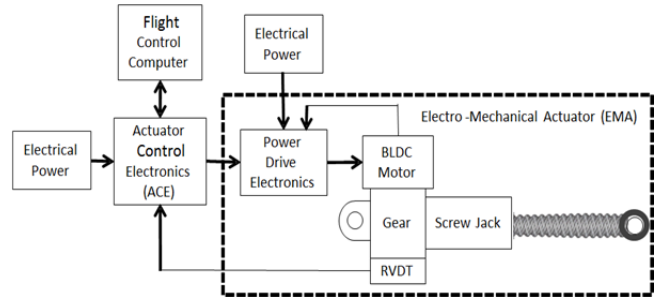 Flight
Control
Computer
Electrical
Power
Electro -Mechanical Actuator (EMA)
Electrical
Power
Actuator
Control
Electronics
(ACE)
Power
Drive
Electronics
BLDC
Motor
Gear
Screw Jack
RVDT